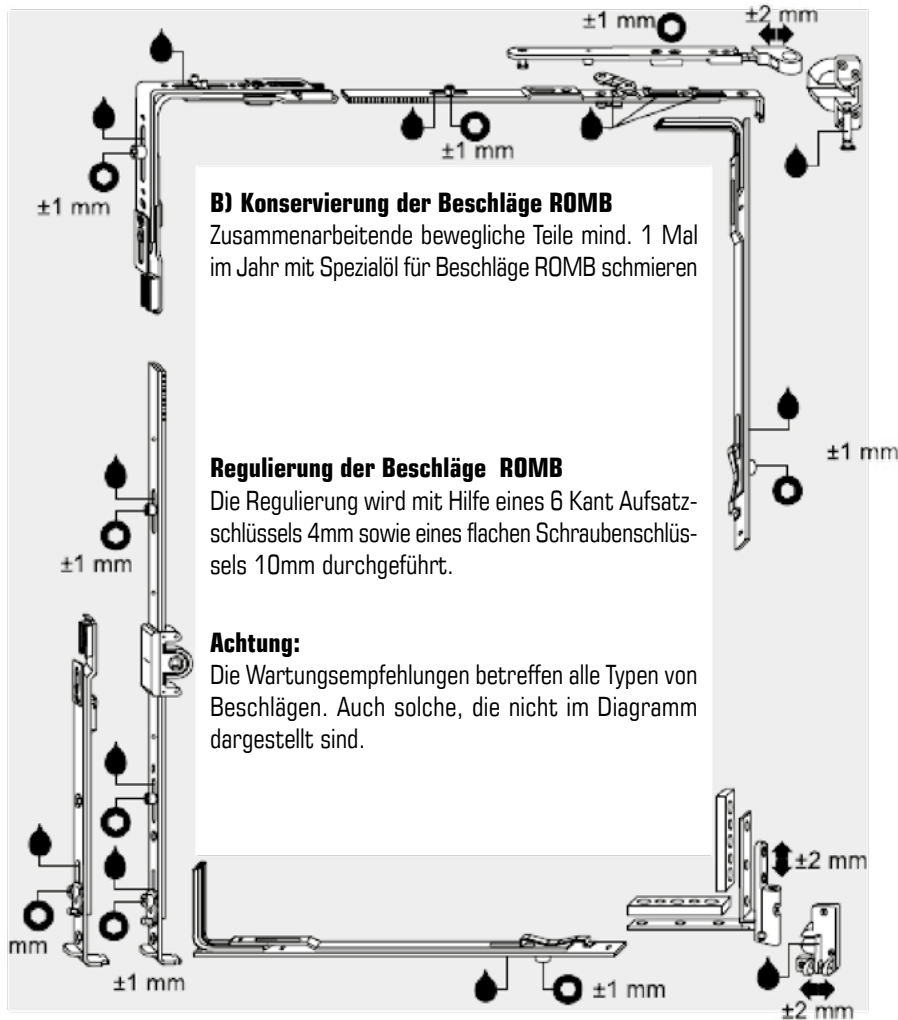 ±1 mm
±2 mm
±1 mm
±1 mm
B) Konservierung der Beschläge ROMB
Zusammenarbeitende bewegliche Teile mind. 1 Mal
im Jahr mit Spezialöl für Beschläge ROMB schmieren
±1 mm
Regulierung der Beschläge ROMB
Die Regulierung wird mit Hilfe eines 6 Kant Aufsatz-
schlüssels 4mm sowie eines flachen Schraubenschlüs-
sels 10mm durchgeführt.
±1 mm
Achtung:
Die Wartungsempfehlungen betreffen alle Typen von
Beschlägen. Auch solche, die nicht im Diagramm
dargestellt sind.
±2 mm
mm
±1 mm
±1 mm
±2 mm